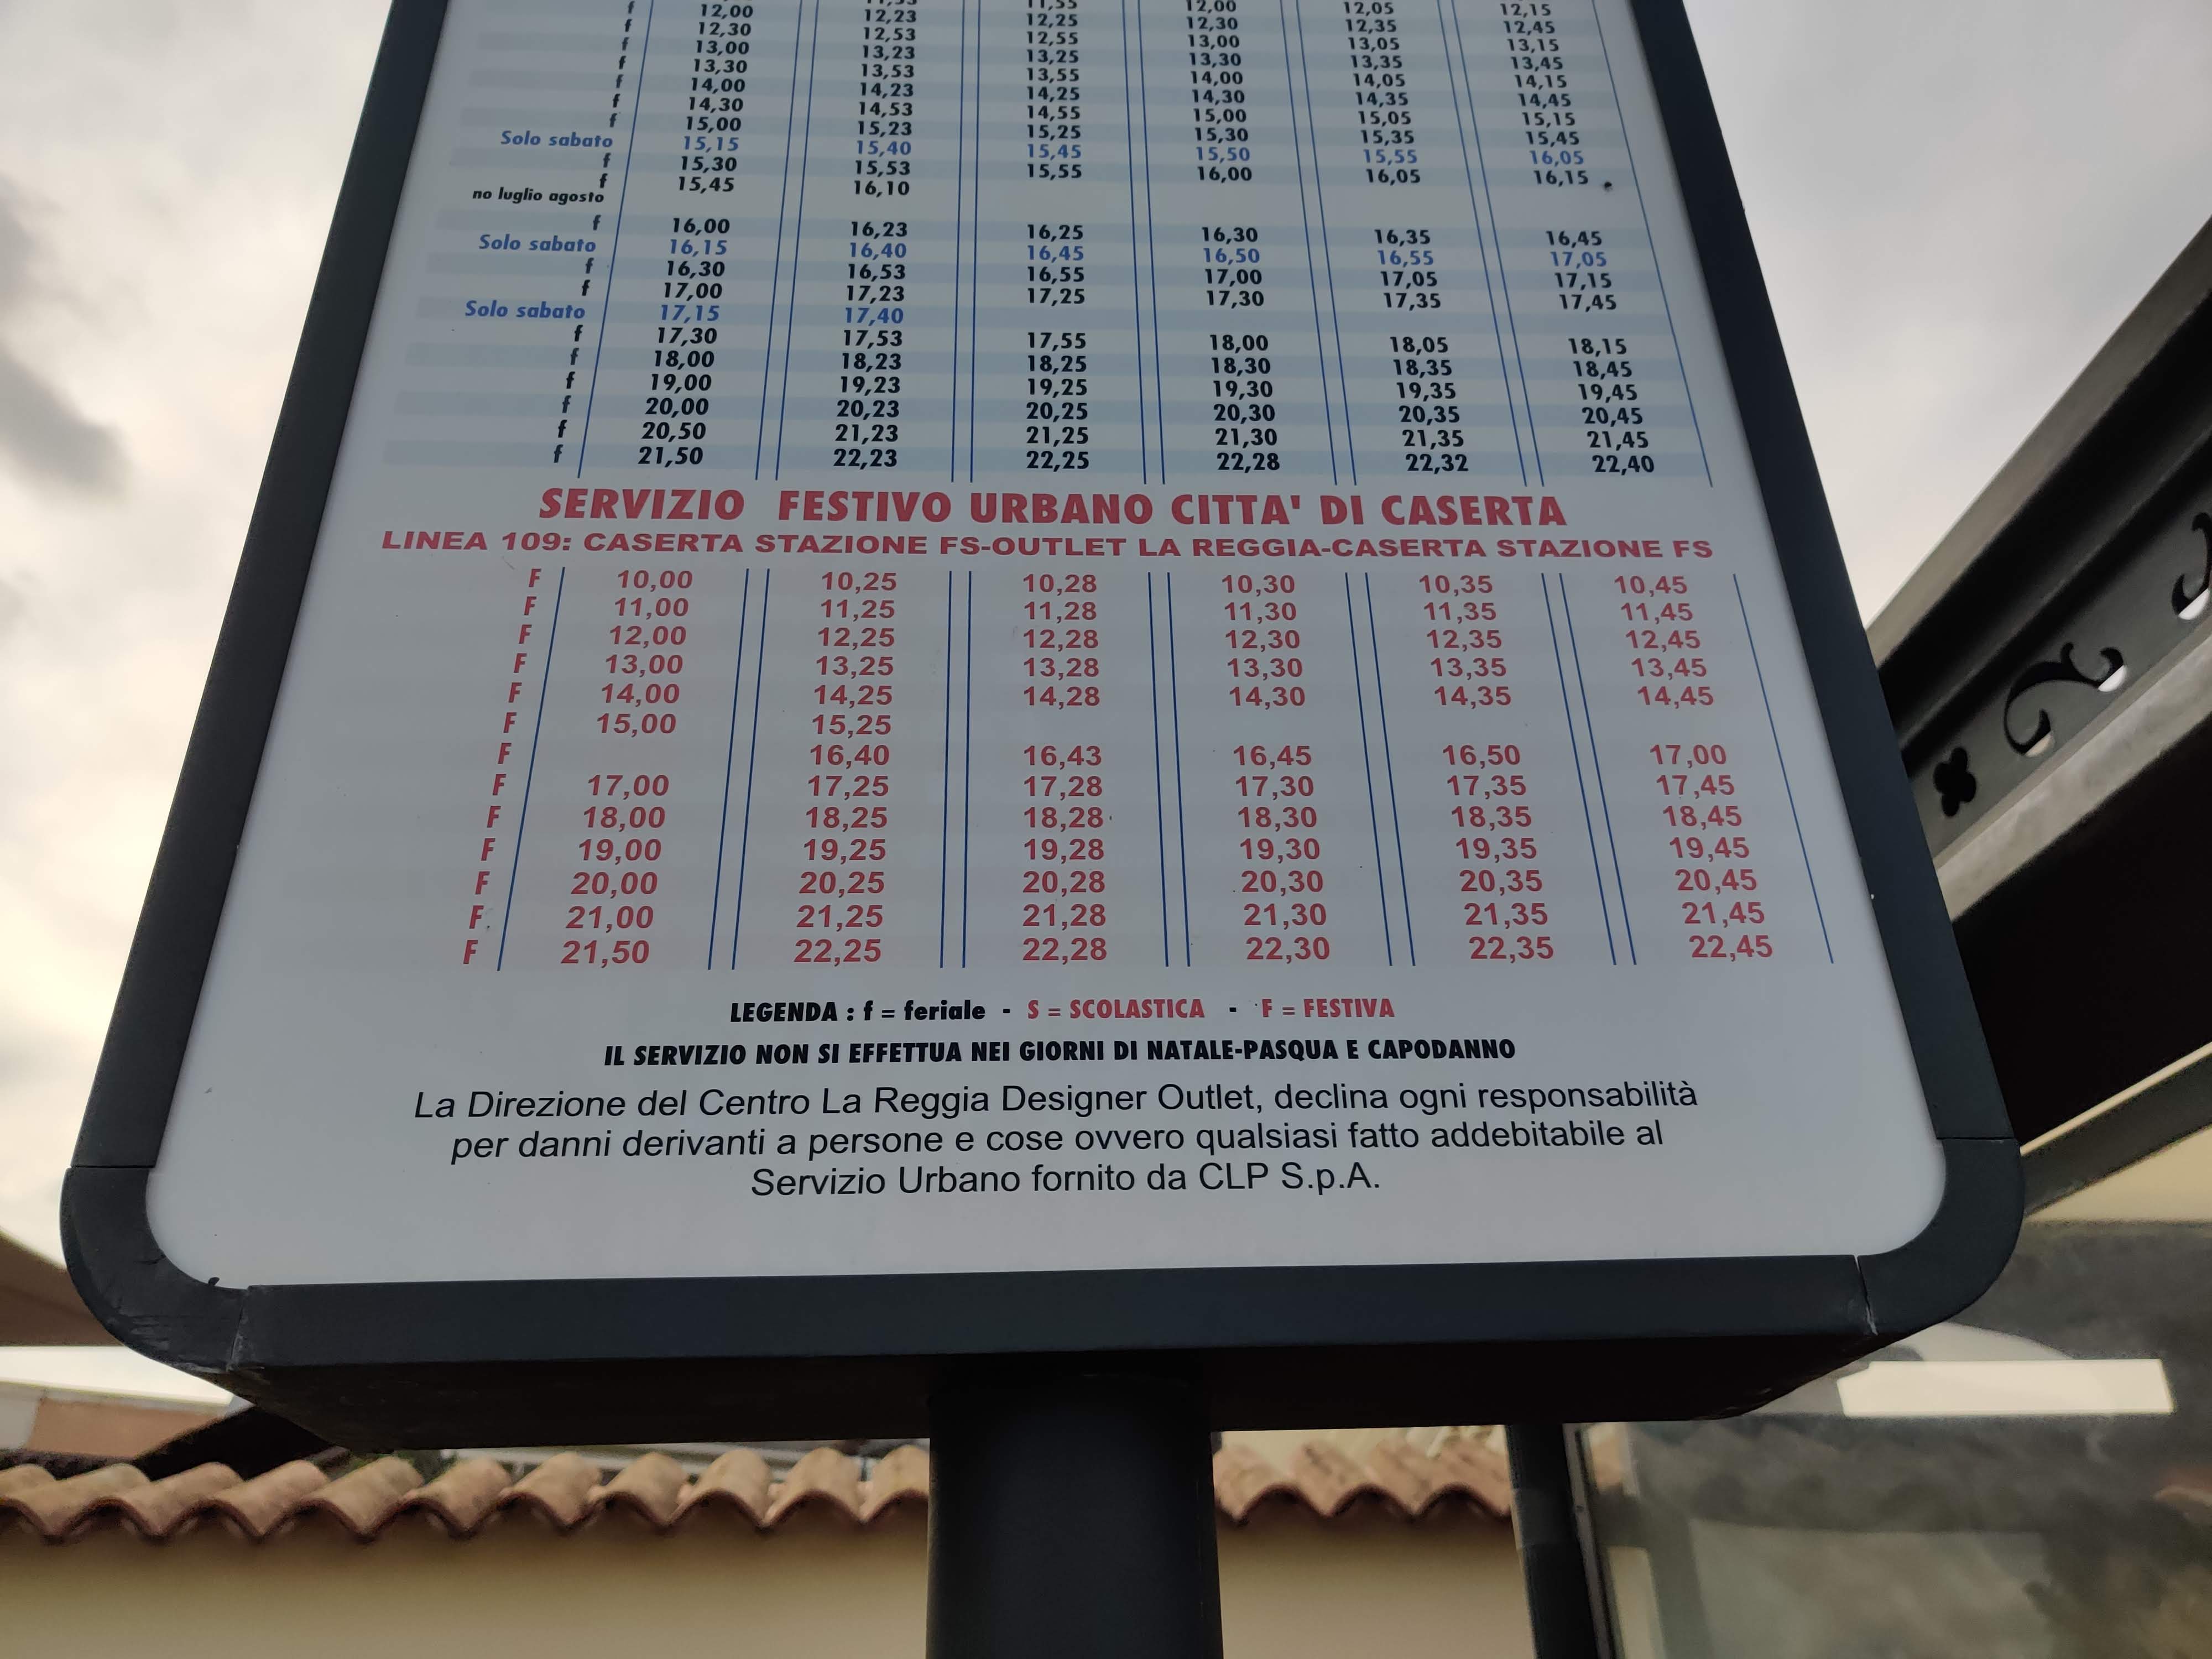 f 12,00 12,23 11,55 12,00 12,05 12,15
f 12,30 12,53 12,25 12,30 12,35 12,45
f 13,00 13,23 12,55 13,00 13,05 13,15
f 13,30 13,53 13,25 13,30 13,35 13,45
f 14,00 14,23 13,55 14,00 14,05 14,15
f 14,30 14,53 14,25 14,30 14,35 14,45
f 15,00 15,23 14,55 15,00 15,05 15,15
15,25 15,30 15,35 15,45
Solo sabato 15,15 15,40 15,45 15,50 15,55 16,05
f 15,30 15,53 15,55 16,00 16,05 16,15
f 15,45 16,10
no luglio agosto
f 16,00 16,23 16,25 16,30 16,35 16,45
Solo sabato 16,15 16,40 16,45 16,50 16,55 17,05
f 16,30 16,53 16,55 17,00 17,05 17,15
f 17,00 17,23 17,25 17,30 17,35 17,45
Solo sabato 17,15 17,40
f 17,30 17,53 17,55 18,00 18,05 18,15
f 18,00 18,23 18,25 18,30 18,35 18,45
f 19,00 19,23 19,25 19,30 19,35 19,45
f 20,00 20,23 20,25 20,30 20,35 20,45
f 20,50 21,23 21,25 21,30 21,35 21,45
f 21,50 22,23 22,25 22,28 22,32 22,40
SERVIZIO FESTIVO URBANO CITTA' DI CASERTA
LINEA 109: CASERTA STAZIONE FS-OUTLET LA REGGIA-CASERTA STAZIONE FS
F 10,00 10,25 10,28 10,30 10,35 10,45
F 11,00 11,25 11,28 11,30 11,35 11,45
F 12,00 12,25 12,28 12,30 12,35 12,45
F 13,00 13,25 13,28 13,30 13,35 13,45
F 14,00 14,25 14,28 14,30 14,35 14,45
F 15,00 15,25
F 16,40 16,43 16,45 16,50 17,00
F 17,00 17,25 17,28 17,30 17,35 17,45
F 18,00 18,25 18,28 18,30 18,35 18,45
F 19,00 19,25 19,28 19,30 19,35 19,45
F 20,00 20,25 20,28 20,30 20,35 20,45
F 21,00 21,25 21,28 21,30 21,35 21,45
F 21,50 22,25 22,28 22,30 22,35 22,45
LEGENDA : f = feriale - S = SCOLASTICA - F = FESTIVA
IL SERVIZIO NON SI EFFETTUA NEI GIORNI DI NATALE-PASQUA E CAPODANNO
La Direzione del Centro La Reggia Designer Outlet, declina ogni responsabilità
per danni derivanti a persone e cose ovvero qualsiasi fatto addebitabile al
Servizio Urbano fornito da CLP S.p.A.